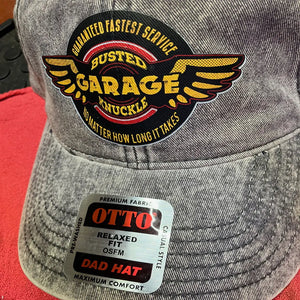 GUARANTEED FASTEST SERVICE
BUSTED
GARAGE
KNUCKLE
NO MATTER HOW LONG IT TAKES
PREMIUM FABRIC
OTTO
RELAXED
FIT
OSFM
DAD HAT
MAXIMUM COMFORT
CASUAL STYLE